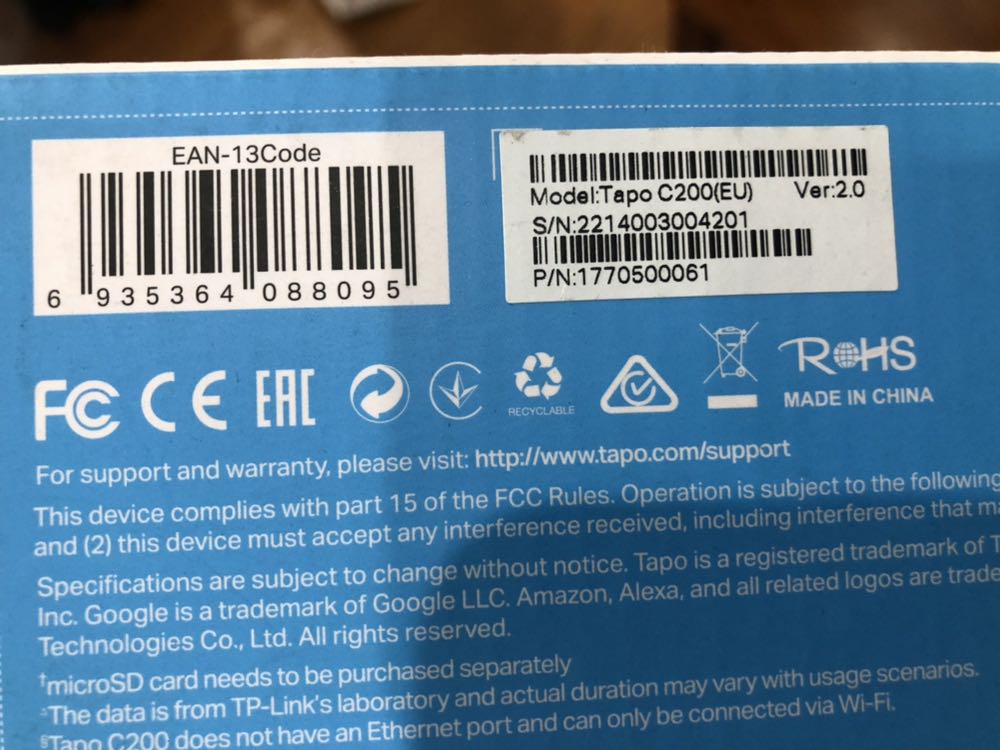 EAN-13Code
6 935364 088095
Model:Tapo C200(EU) Ver:2.0
S/N:2214003004201
P/N:1770500061
FC CE EAC
RECYCLABLE
RoHS
MADE IN CHINA
For support and warranty, please visit: http://www.tapo.com/support
This device complies with part 15 of the FCC Rules. Operation is subject to the following
and (2) this device must accept any interference received, including interference that
Specifications are subject to change without notice. Tapo is a registered trademark of
Inc. Google is a trademark of Google LLC. Amazon, Alexa, and all related logos are
Technologies Co., Ltd. All rights reserved.
†microSD card needs to be purchased separately
The data is from TP-Link's laboratory and actual duration may vary with usage scenarios.
§Tapo C200 does not have an Ethernet port and can only be connected via Wi-Fi.